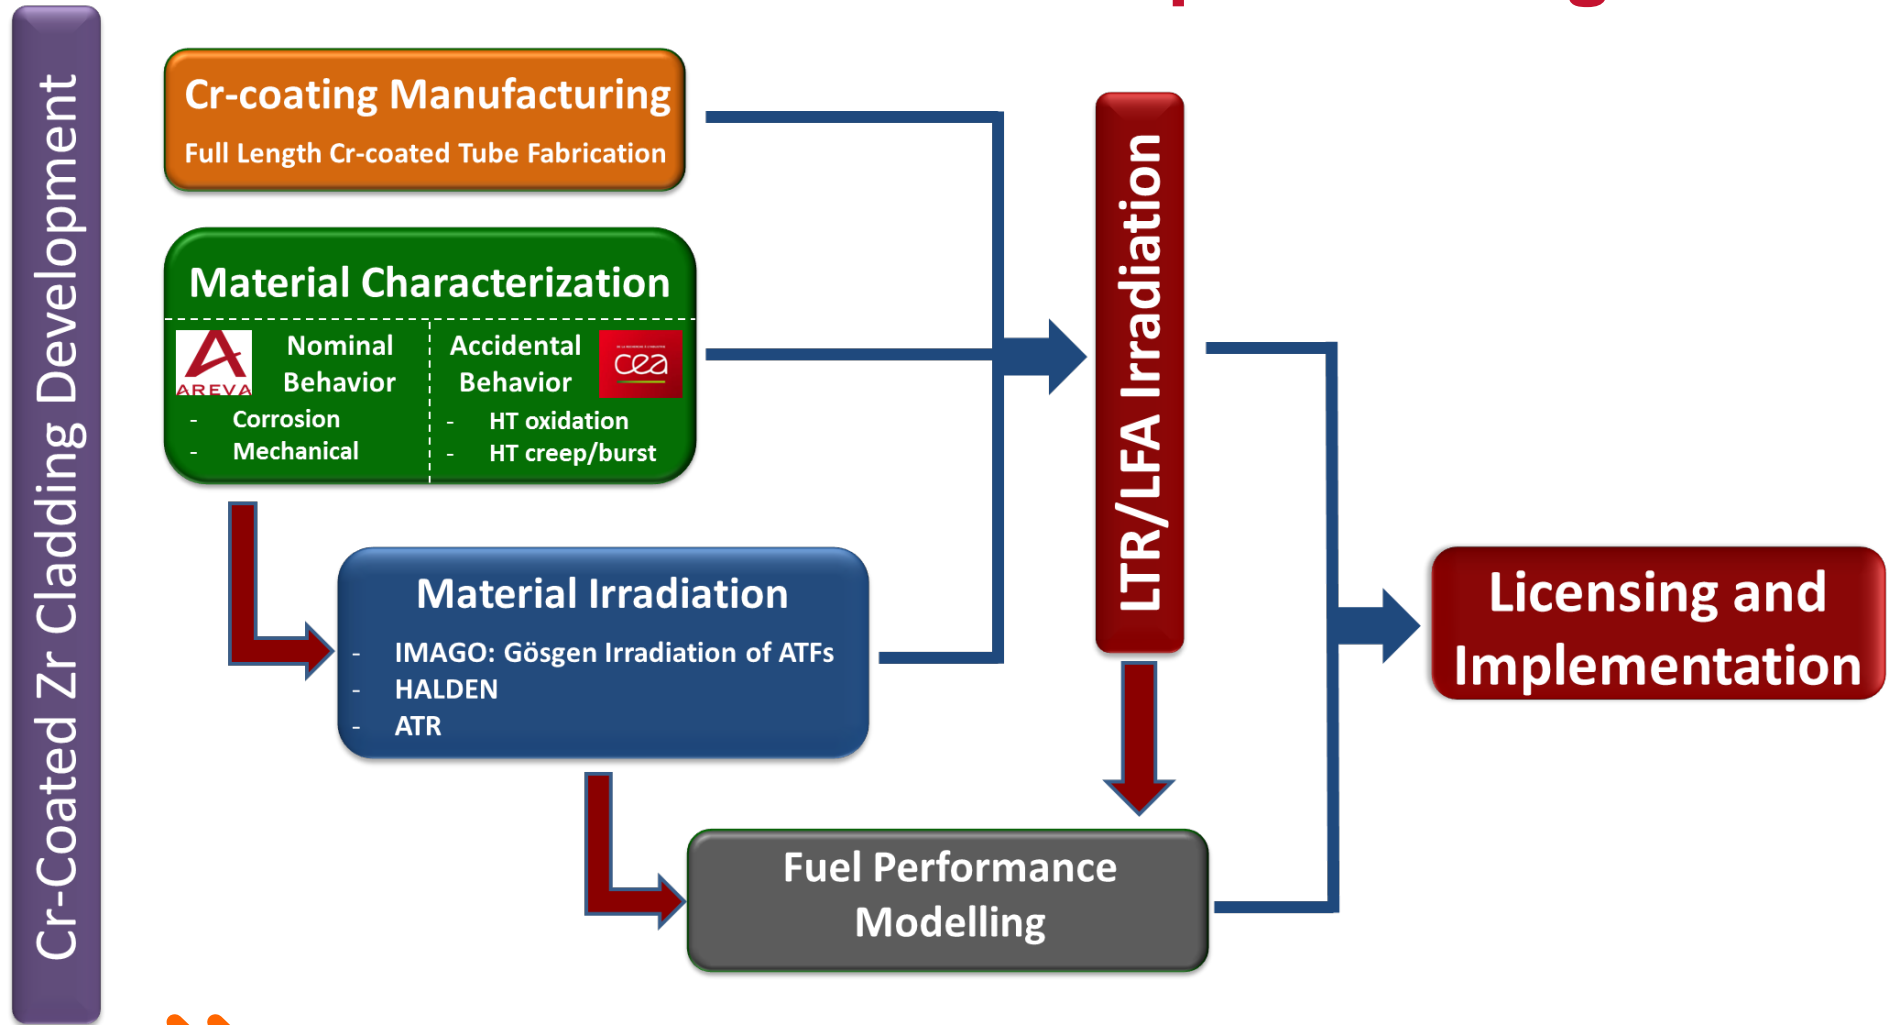 Cr-Coated Zr Cladding Development
Cr-coating Manufacturing
Full Length Cr-coated Tube Fabrication
Material Characterization
AREVA
Nominal
Behavior
- Corrosion
- Mechanical
Accidental
Behavior
cea
- HT oxidation
- HT creep/burst
Material Irradiation
- IMAGO: Gösgen Irradiation of ATFs
- HALDEN
- ATR
LTR/LFA Irradiation
Fuel Performance
Modelling
Licensing and
Implementation